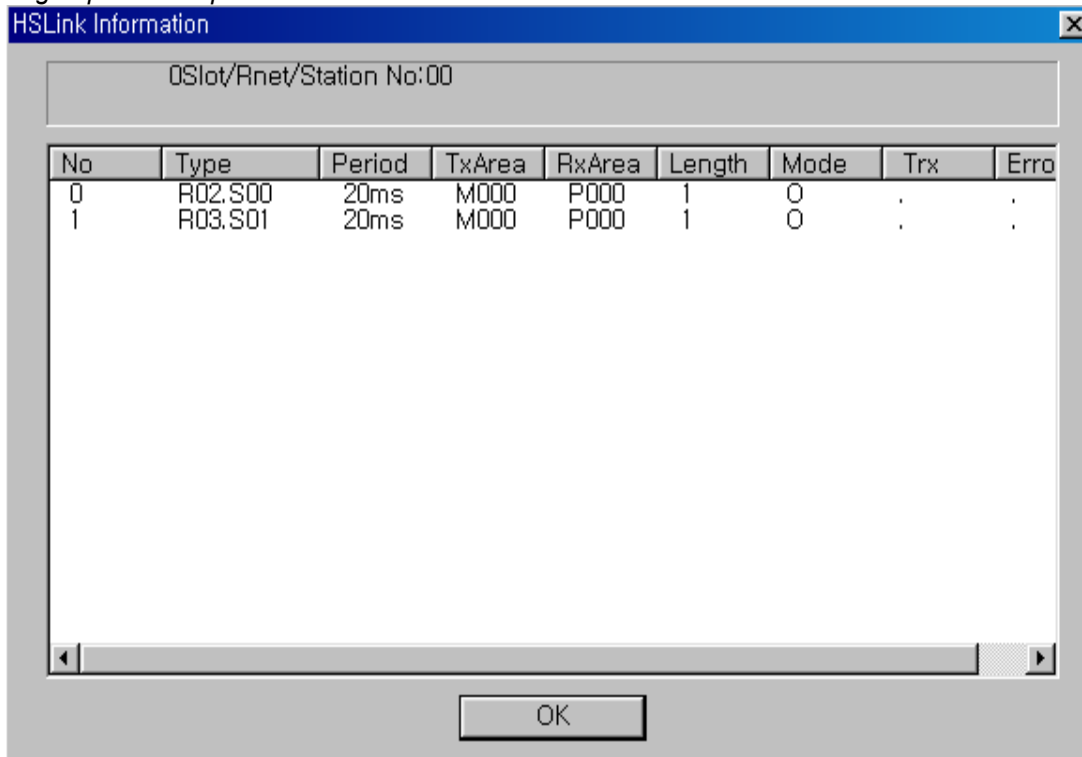 HSLink Information
0Slot/Rnet/Station No:00
No Type Period TxArea RxArea Length Mode Trx Erro
0 R02.S00 20ms M000 P000 1 O . .
1 R03.S01 20ms M000 P000 1 O . .
OK